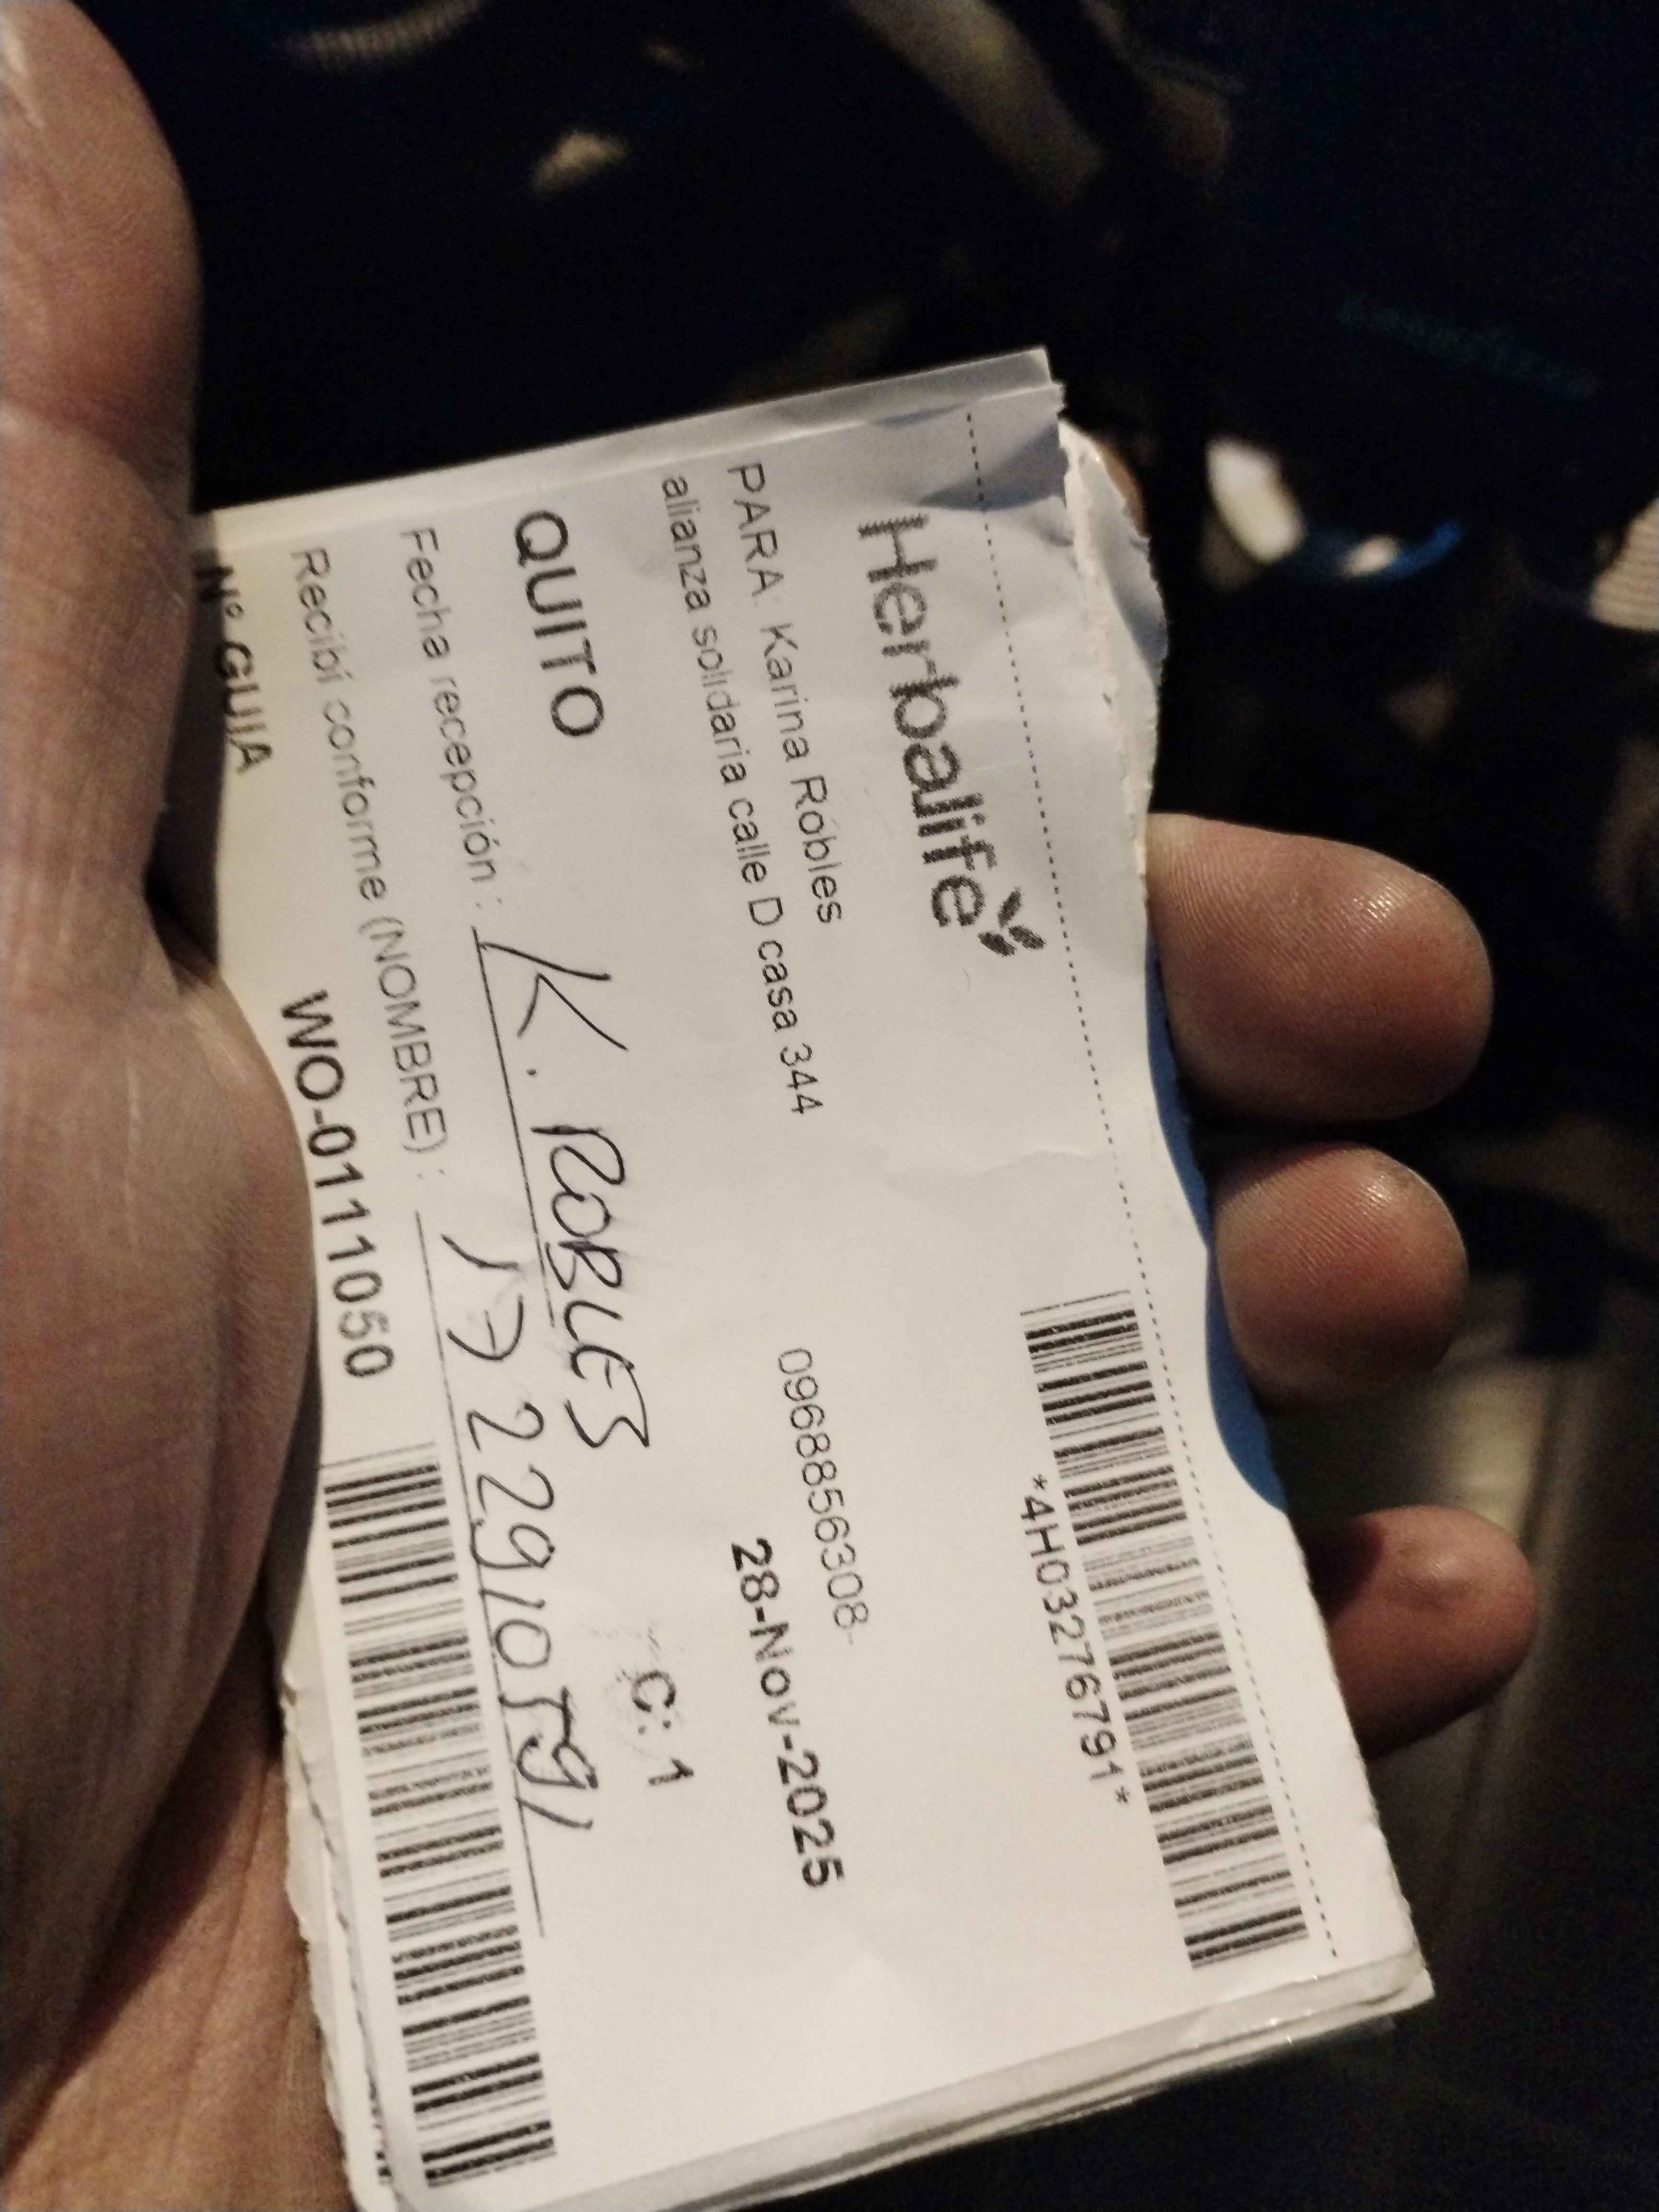 Herbalife
*4H03276791*
PARA: Karina Robles
0968856308-
alianza solidaria calle D casa 344
28-Nov-2025
QUITO
C: 1
Fecha recepción : K. ROBLES
Recibí conforme (NOMBRE) :
Nº GUIA WO-0111050